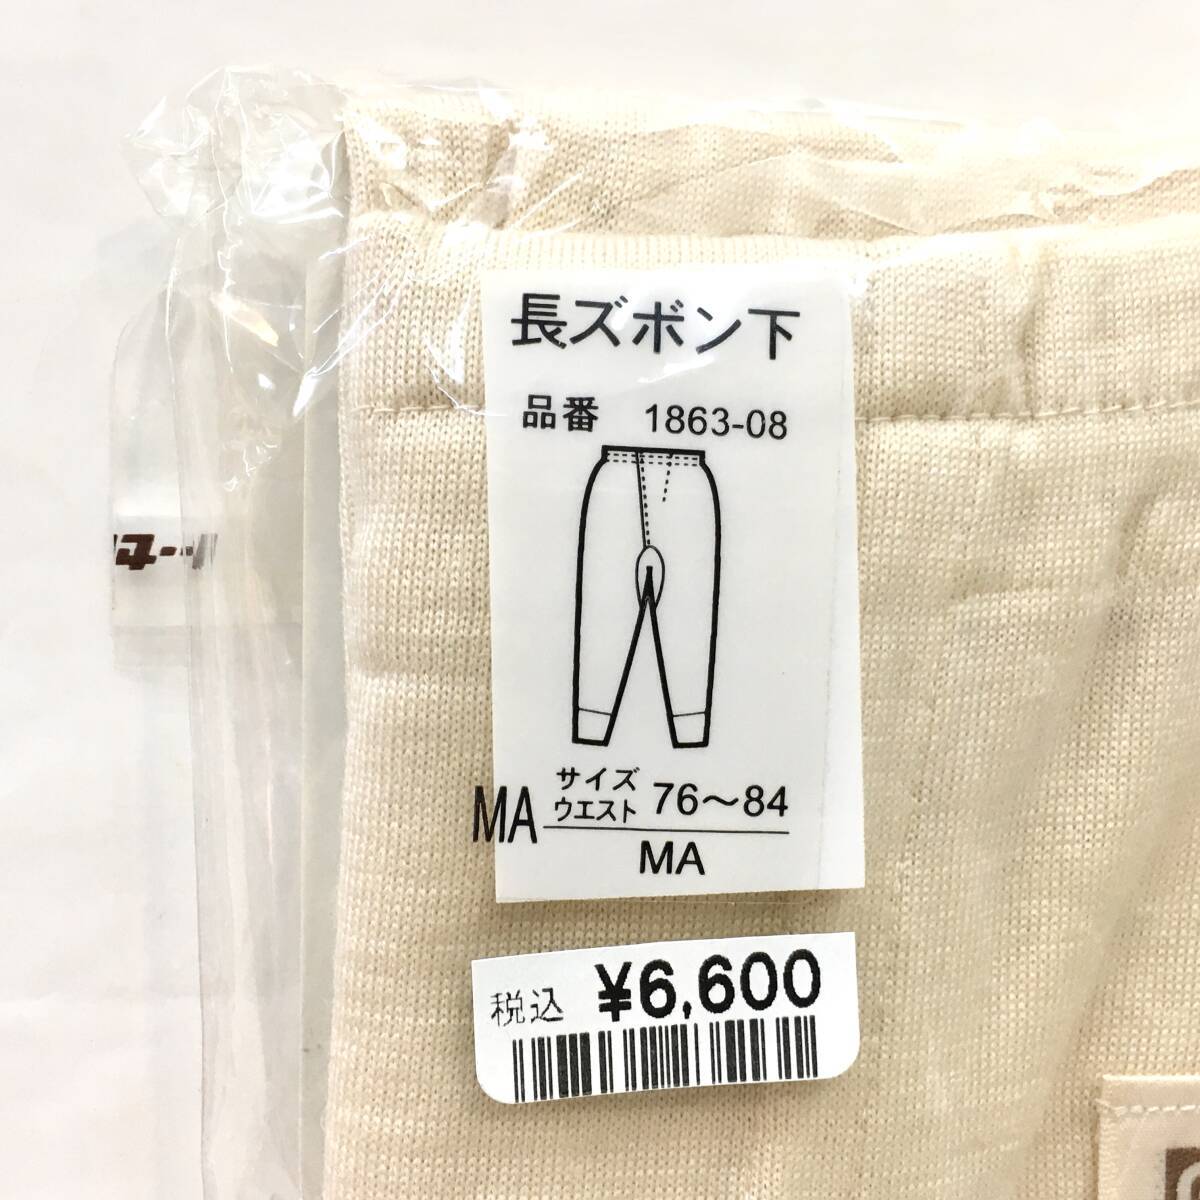 長ズボン下
品番 1863-08
サイズ
ウエスト 76〜84
MA
MA
税込 ¥6,600